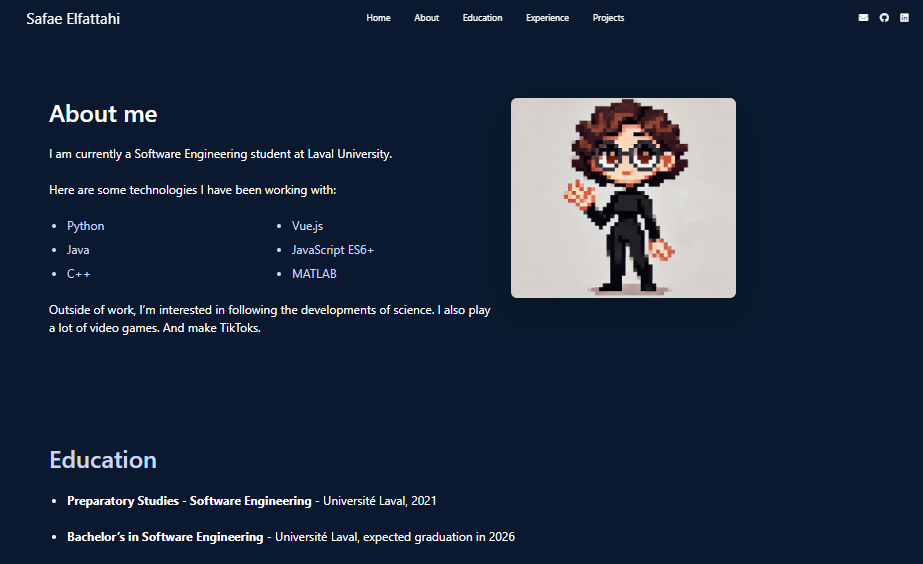 Safae Elfattahi
Home About Education Experience Projects
About me
I am currently a Software Engineering student at Laval University.
Here are some technologies I have been working with:
• Python
• Java
• C++
• Vue.js
• JavaScript ES6+
• MATLAB
Outside of work, I’m interested in following the developments of science. I also play
a lot of video games. And make TikToks.
Education
• Preparatory Studies - Software Engineering - Université Laval, 2021
• Bachelor’s in Software Engineering - Université Laval, expected graduation in 2026